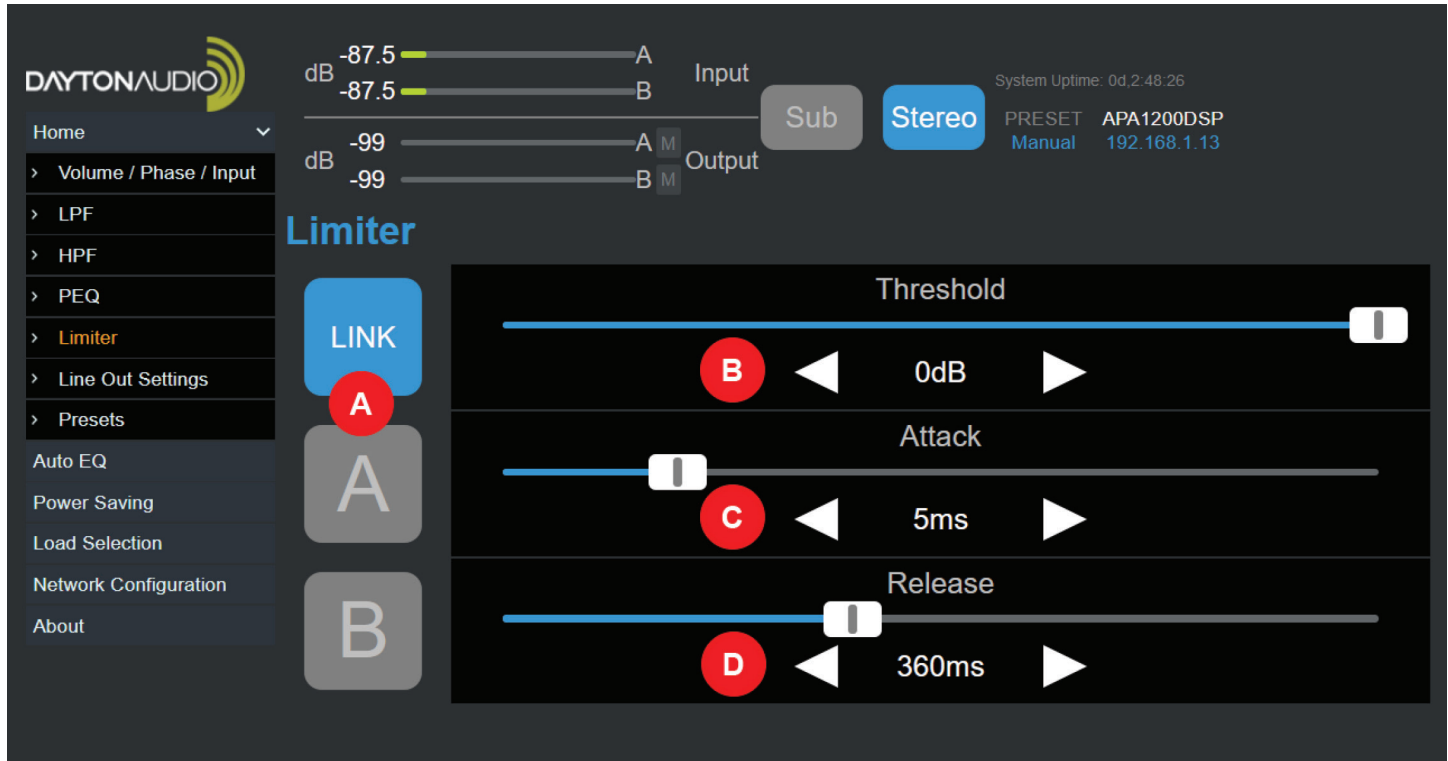 DAYTON AUDIO
Home
Volume / Phase / Input
LPF
HPF
PEQ
Limiter
Line Out Settings
Presets
Auto EQ
Power Saving
Load Selection
Network Configuration
About
dB
-87.5 A
-87.5 B
Input
dB
-99 A M
-99 B M
Output
Sub
Stereo
System Uptime: 0d,2:48:26
PRESET APA1200DSP
Manual 192.168.1.13
Limiter
LINK
A
A
B
Threshold
B 0dB
Attack
C 5ms
Release
D 360ms